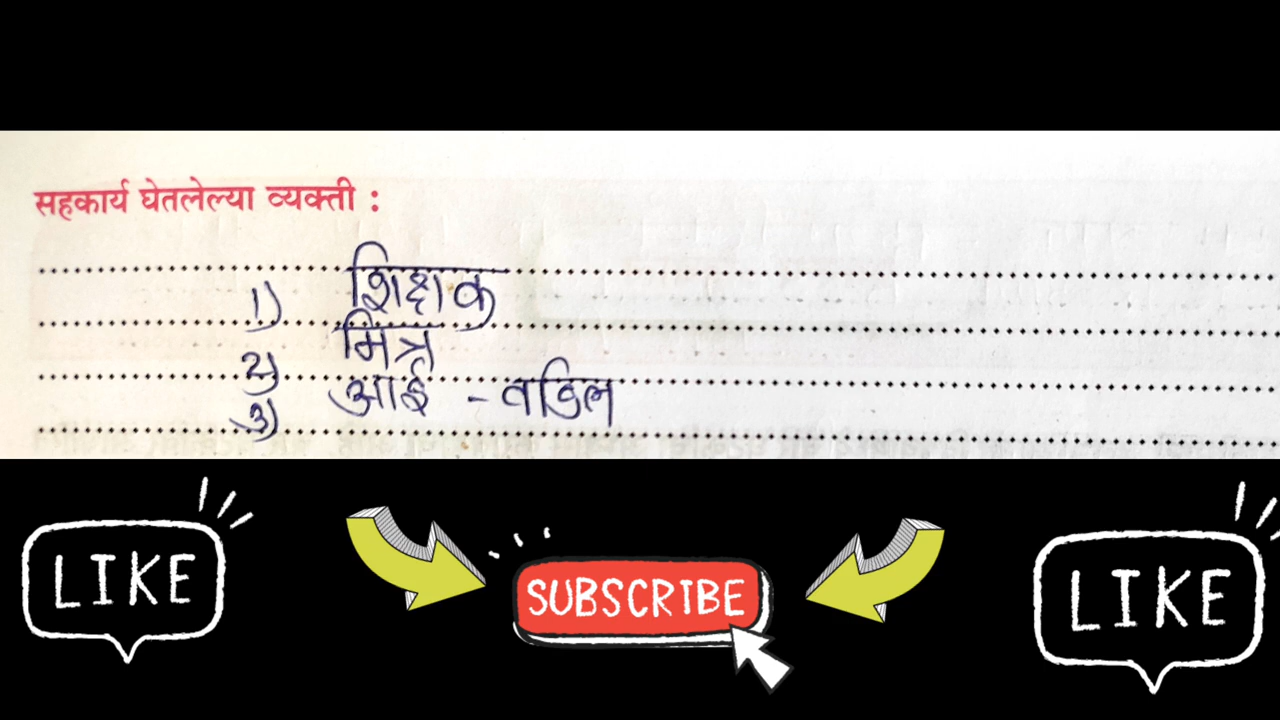 सहकार्य घेतलेल्या व्यक्ती :
1) शिक्षक
2) मित्र
3) आई - वडिल
LIKE
SUBSCRIBE
LIKE